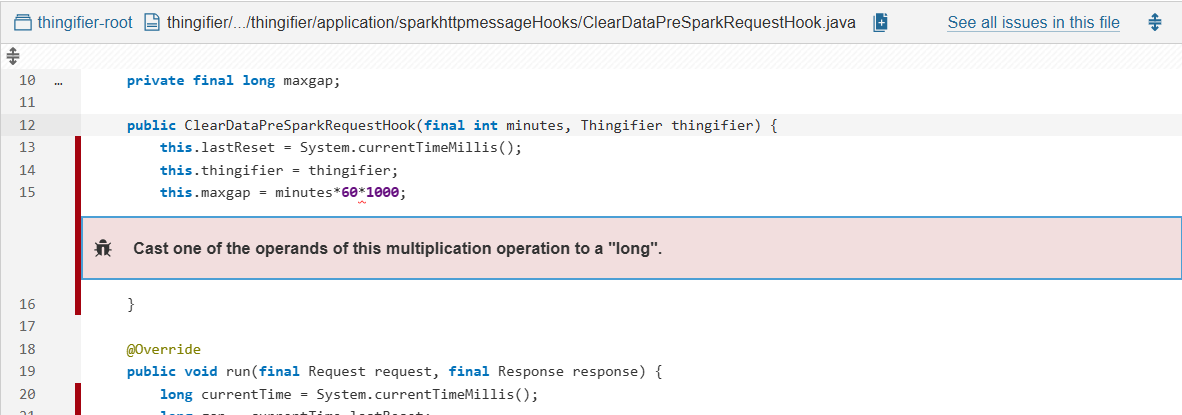 thingifier-root thingifier/.../thingifier/application/sparkhttpmessageHooks/ClearDataPreSparkRequestHook.java See all issues in this file
10 … private final long maxgap;
11
12 public ClearDataPreSparkRequestHook(final int minutes, Thingifier thingifier) {
13 this.lastReset = System.currentTimeMillis();
14 this.thingifier = thingifier;
15 this.maxgap = minutes*60*1000;
Cast one of the operands of this multiplication operation to a "long".
16 }
17
18 @Override
19 public void run(final Request request, final Response response) {
20 long currentTime = System.currentTimeMillis();